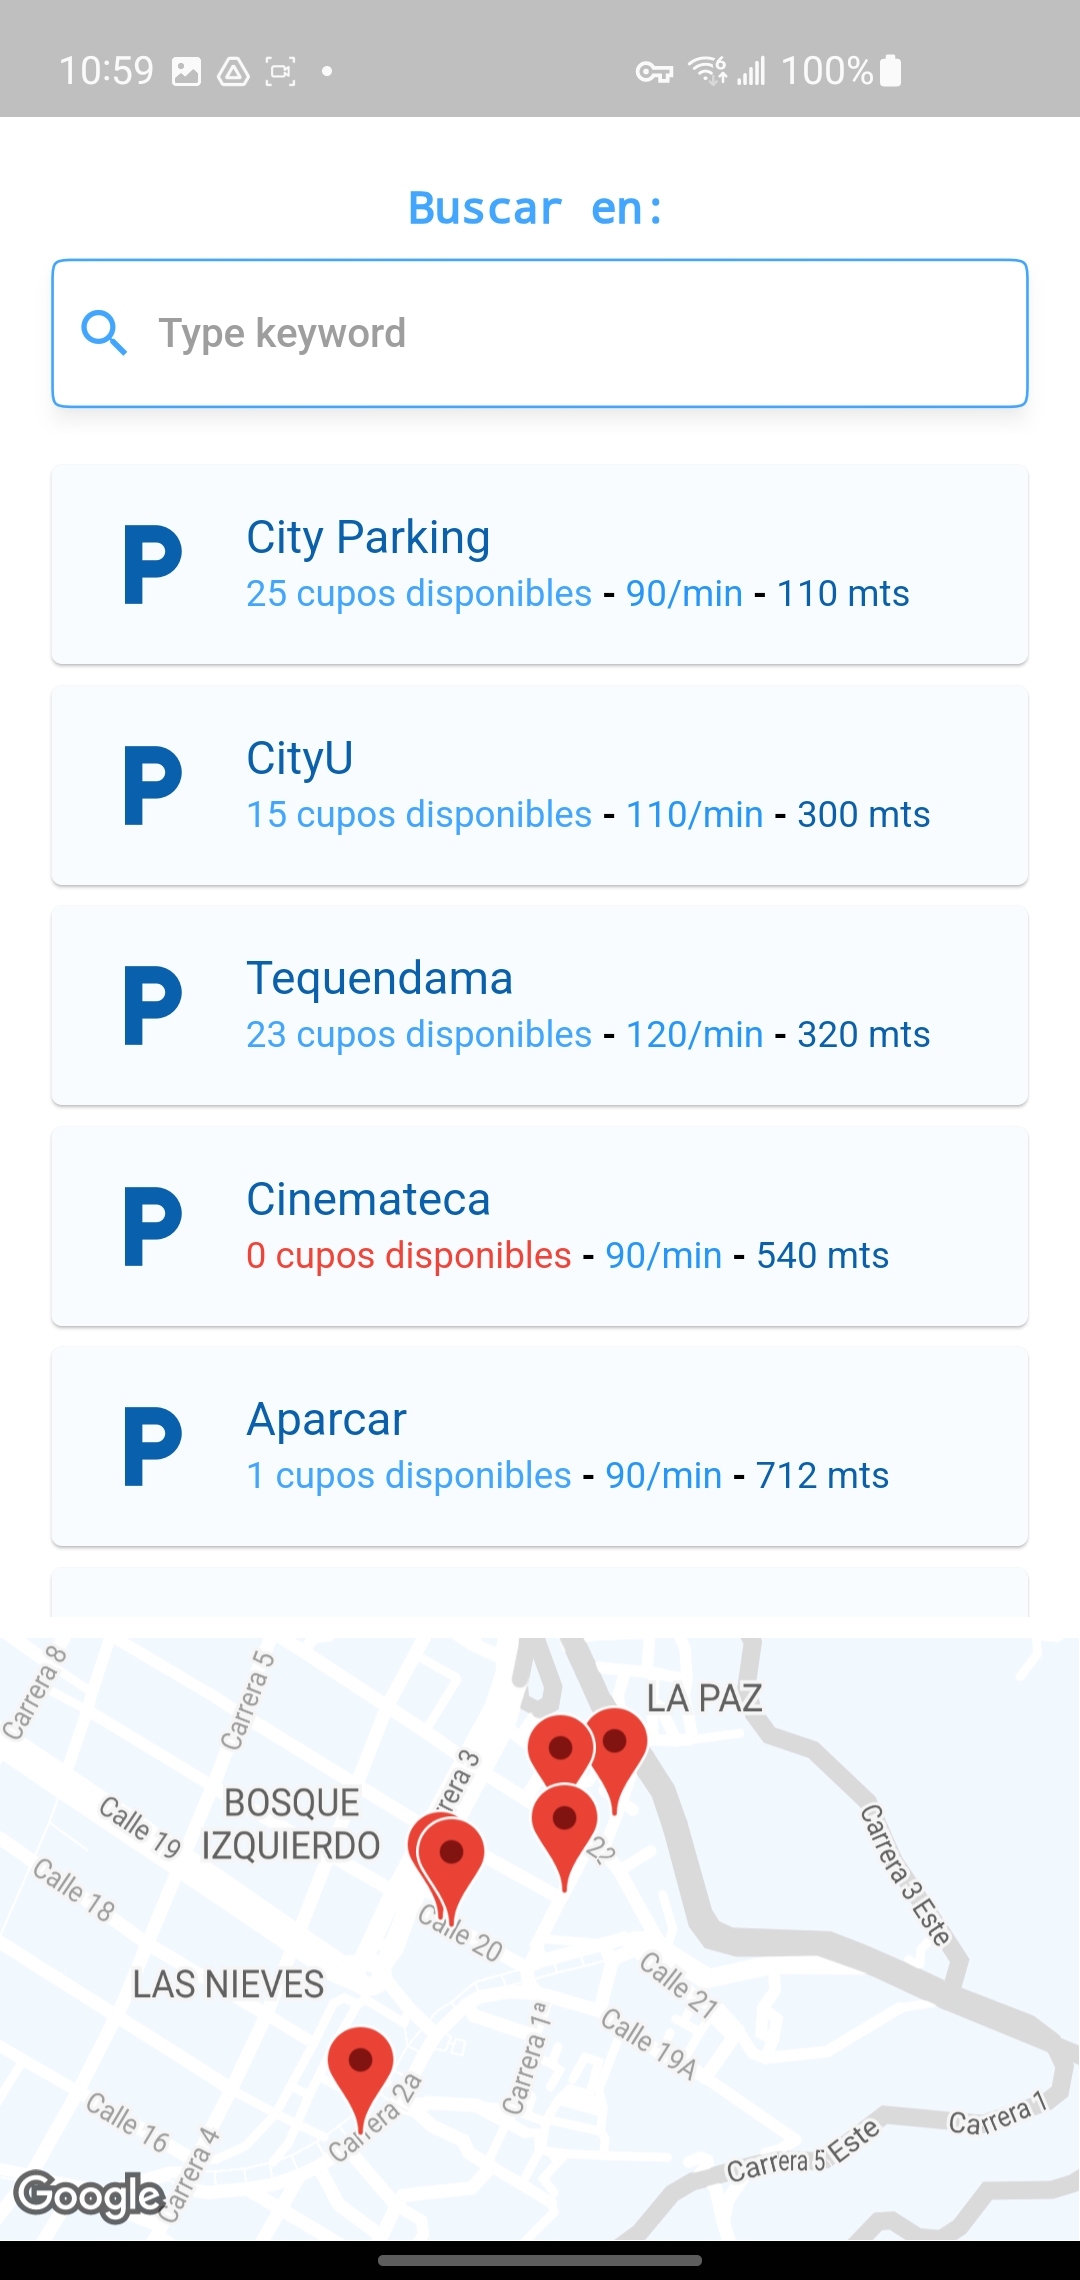 10:59
100%
Buscar en:
Type keyword
City Parking
25 cupos disponibles - 90/min - 110 mts
CityU
15 cupos disponibles - 110/min - 300 mts
Tequendama
23 cupos disponibles - 120/min - 320 mts
Cinemateca
0 cupos disponibles - 90/min - 540 mts
Aparcar
1 cupos disponibles - 90/min - 712 mts
Carrera 8
Carrera 5
LA PAZ
rera 3
BOSQUE
IZQUIERDO
Calle 19
Carrera 3 Este
22
Calle 18
Calle 20
LAS NIEVES
Calle 21
Carrera 1ª
Calle 19A
Carrera 2a
Calle 16
Carrera 4
Carrera 1
Carrera 5 Este
Google